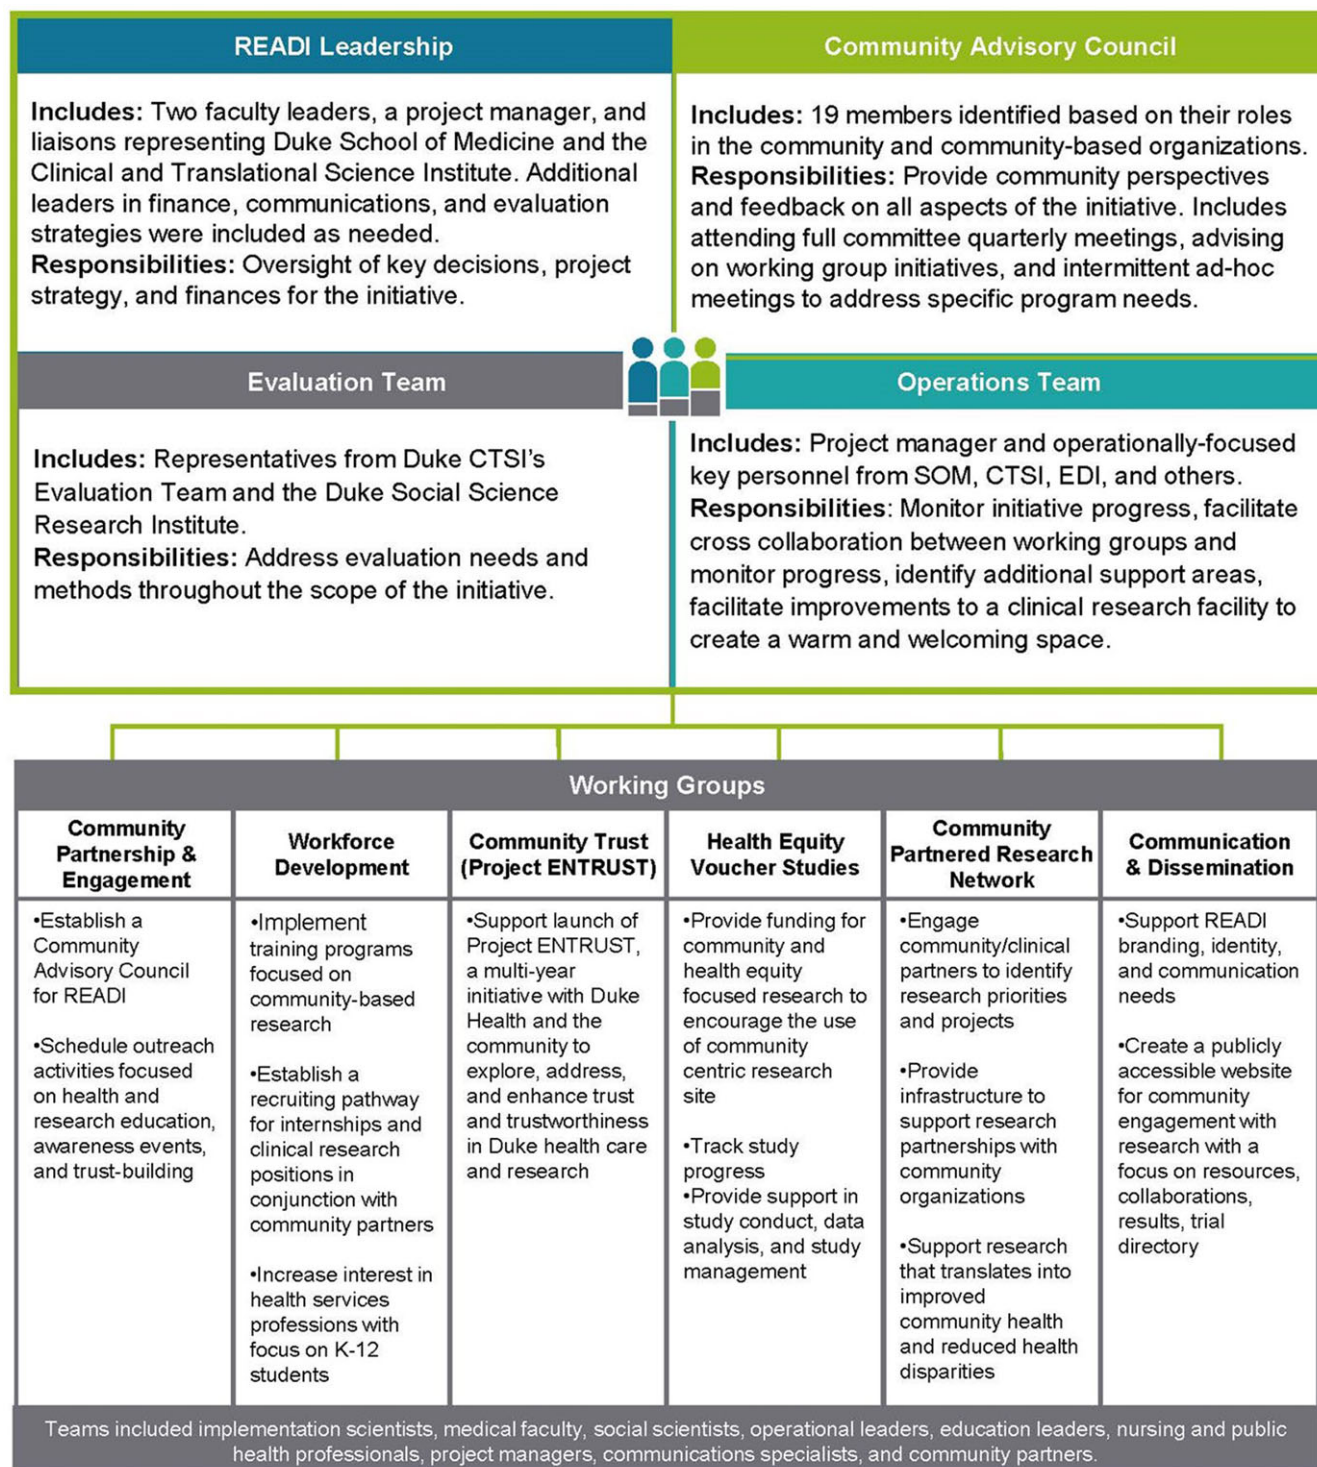 READI Leadership
Includes: Two faculty leaders, a project manager, and
liaisons representing Duke School of Medicine and the
Clinical and Translational Science Institute. Additional
leaders in finance, communications, and evaluation
strategies were included as needed.
Responsibilities: Oversight of key decisions, project
strategy, and finances for the initiative.
Community Advisory Council
Includes: 19 members identified based on their roles
in the community and community-based organizations.
Responsibilities: Provide community perspectives
and feedback on all aspects of the initiative. Includes
attending full committee quarterly meetings, advising
on working group initiatives, and intermittent ad-hoc
meetings to address specific program needs.
Evaluation Team
Includes: Representatives from Duke CTSI's
Evaluation Team and the Duke Social Science
Research Institute.
Responsibilities: Address evaluation needs and
methods throughout the scope of the initiative.
Operations Team
Includes: Project manager and operationally-focused
key personnel from SOM, CTSI, EDI, and others.
Responsibilities: Monitor initiative progress, facilitate
cross collaboration between working groups and
monitor progress, identify additional support areas,
facilitate improvements to a clinical research facility to
create a warm and welcoming space.
Working Groups
Community
Partnership &
Engagement
•Establish a
Community
Advisory Council
for READI
•Schedule outreach
activities focused
on health and
research education,
awareness events,
and trust-building
Workforce
Development
•Implement
training programs
focused on
community-based
research
•Establish a
recruiting pathway
for internships and
clinical research
positions in
conjunction with
community partners
•Increase interest in
health services
professions with
focus on K-12
students
Community Trust
(Project ENTRUST)
•Support launch of
Project ENTRUST,
a multi-year
initiative with Duke
Health and the
community to
explore, address,
and enhance trust
and trustworthiness
in Duke health care
and research
Health Equity
Voucher Studies
•Provide funding for
community and
health equity
focused research to
encourage the use
of community
centric research
site
•Track study
progress
•Provide support in
study conduct, data
analysis, and study
management
Community
Partnered Research
Network
•Engage
community/clinical
partners to identify
research priorities
and projects
•Provide
infrastructure to
support research
partnerships with
community
organizations
•Support research
that translates into
improved
community health
and reduced health
disparities
Communication
& Dissemination
•Support READI
branding, identity,
and communication
needs
•Create a publicly
accessible website
for community
engagement with
research with a
focus on resources,
collaborations,
results, trial
directory
Teams included implementation scientists, medical faculty, social scientists, operational leaders, education leaders, nursing and public
health professionals, project managers, communications specialists, and community partners.